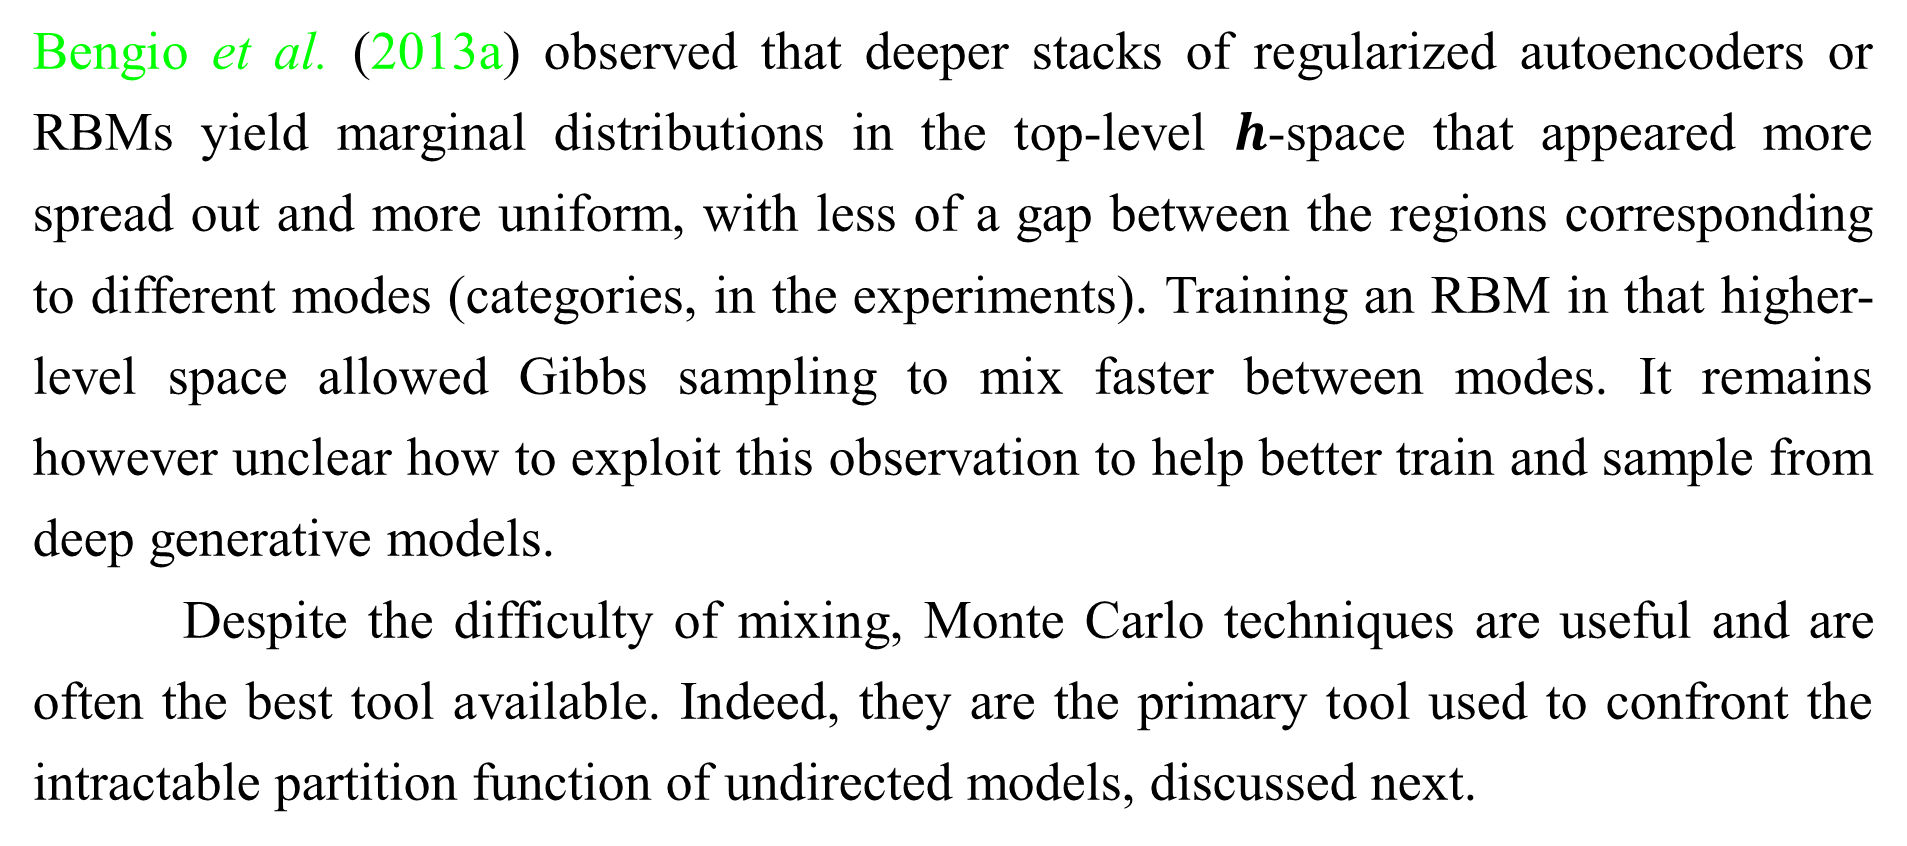 Bengio et al. (2013a) observed that deeper stacks of regularized autoencoders or
RBMs yield marginal distributions in the top-level h-space that appeared more
spread out and more uniform, with less of a gap between the regions corresponding
to different modes (categories, in the experiments). Training an RBM in that higher-
level space allowed Gibbs sampling to mix faster between modes. It remains
however unclear how to exploit this observation to help better train and sample from
deep generative models.
Despite the difficulty of mixing, Monte Carlo techniques are useful and are
often the best tool available. Indeed, they are the primary tool used to confront the
intractable partition function of undirected models, discussed next.